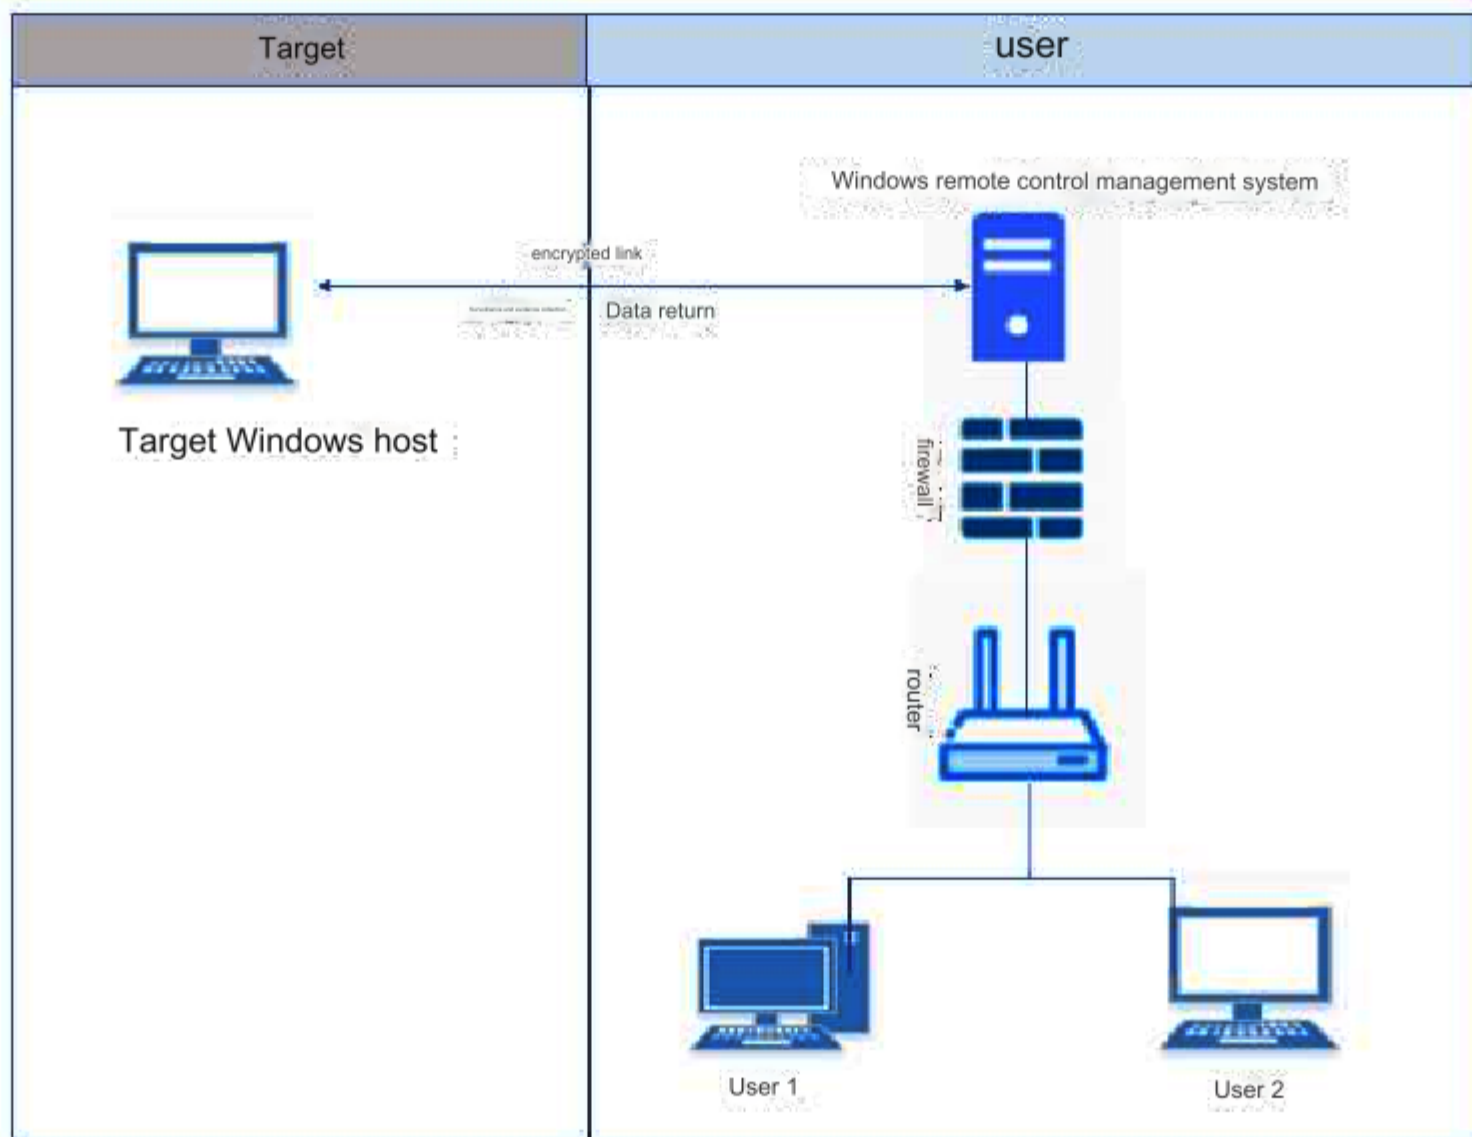 Target
user
Windows remote control management system
encrypted link
Data return
Target Windows host
firewall
router
User 1
User 2